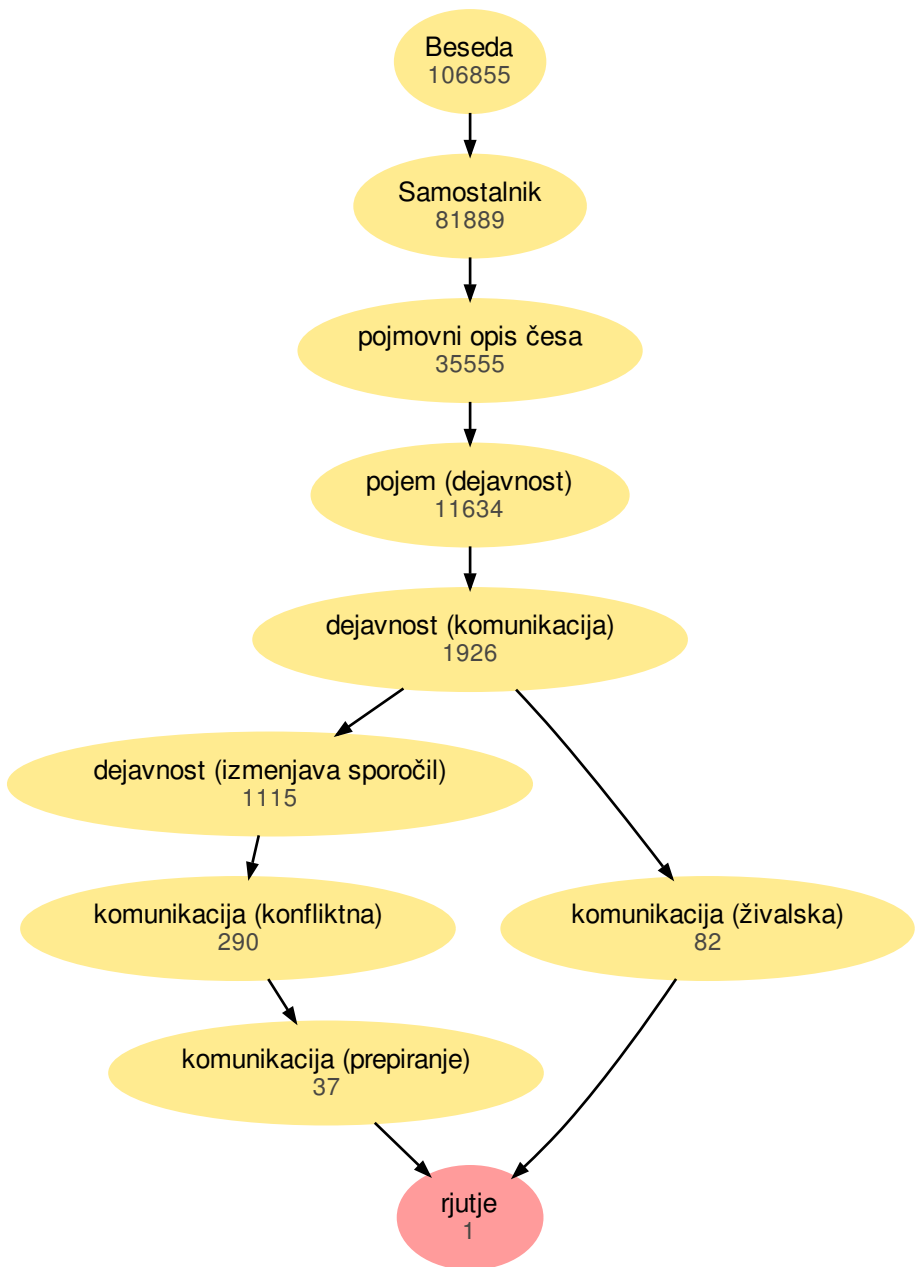 Beseda
106855
Samostalnik
81889
pojmovni opis česa
35555
pojem (dejavnost)
11634
dejavnost (komunikacija)
1926
dejavnost (izmenjava sporočil)
1115
komunikacija (konfliktna)
290
komunikacija (živalska)
82
komunikacija (prepiranje)
37
rjutje
1